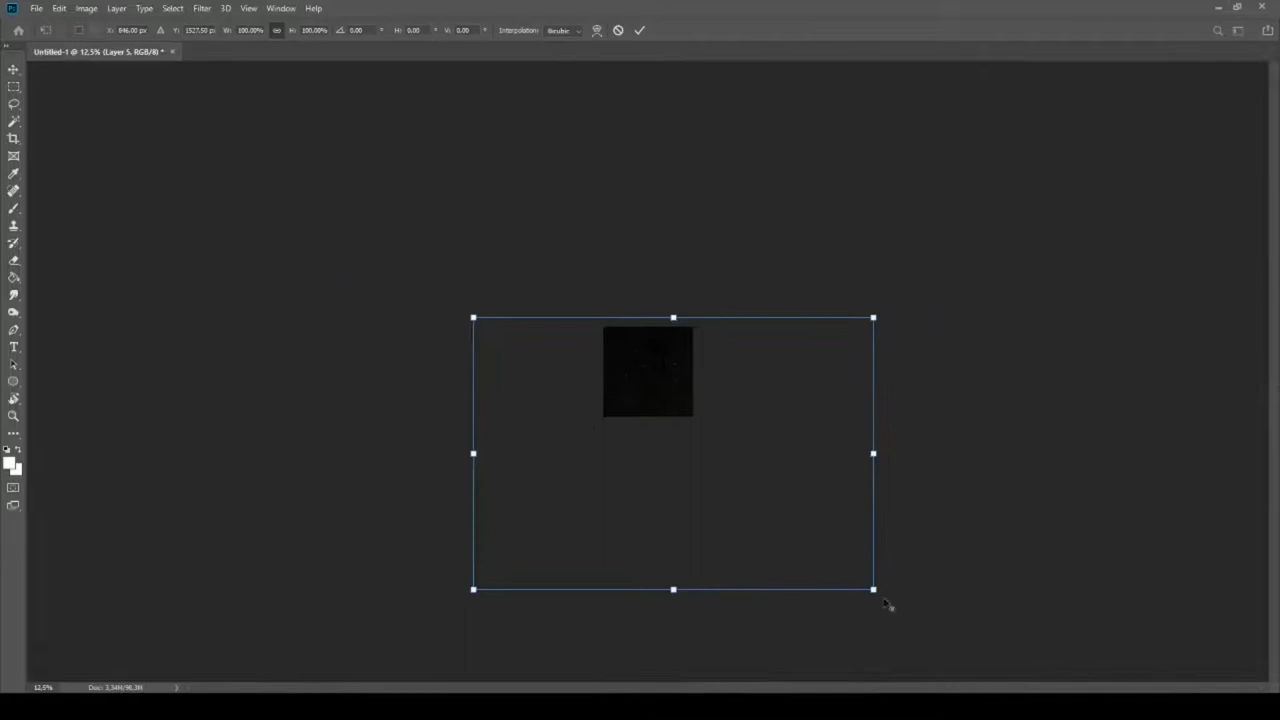 Ps File Edit Image Layer Type Select Filter 3D View Window Help
X: 846.00 px Y: 1527.50 px W: 100.00% H: 100.00% 0.00 H: 0.00 V: 0.00 Interpolation: Bicubic
Untitled-1 @ 12,5% (Layer 5, RGB/8) * ×
T
12,5% Doc: 3,34M/98,3M